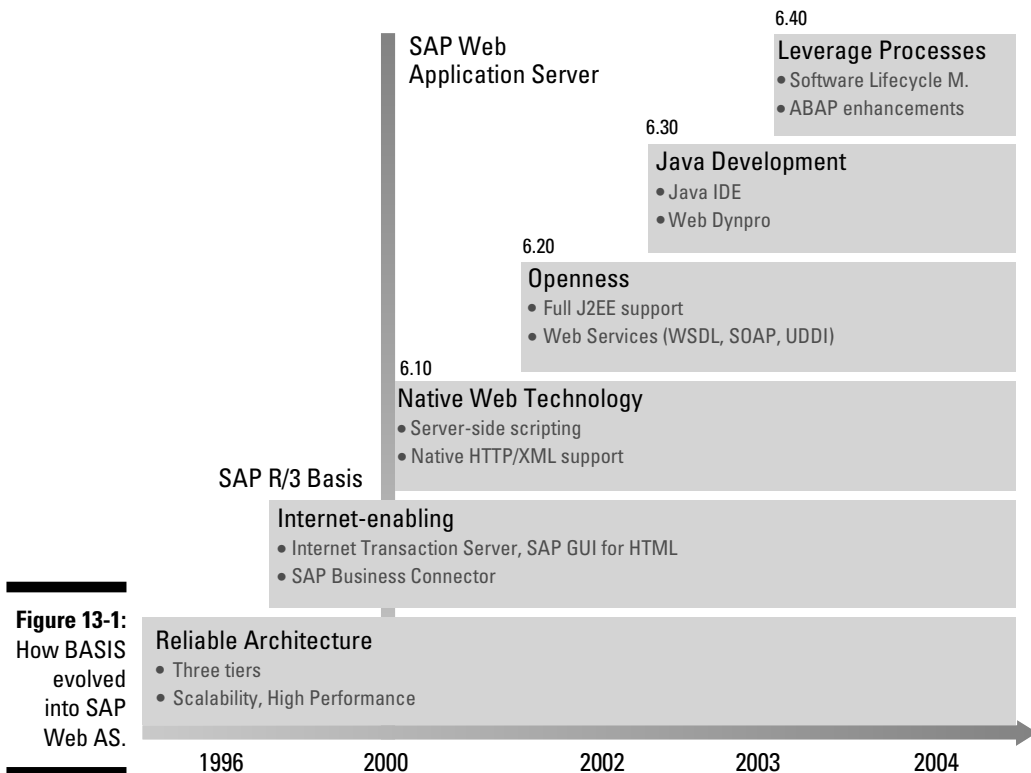 6.40
SAP Web
Application Server
Leverage Processes
• Software Lifecycle M.
• ABAP enhancements
6.30
Java Development
• Java IDE
• Web Dynpro
6.20
Openness
• Full J2EE support
• Web Services (WSDL, SOAP, UDDI)
6.10
Native Web Technology
• Server-side scripting
• Native HTTP/XML support
SAP R/3 Basis
Internet-enabling
• Internet Transaction Server, SAP GUI for HTML
• SAP Business Connector
Figure 13-1:
How BASIS
evolved
into SAP
Web AS.
Reliable Architecture
• Three tiers
• Scalability, High Performance
1996 2000 2002 2003 2004